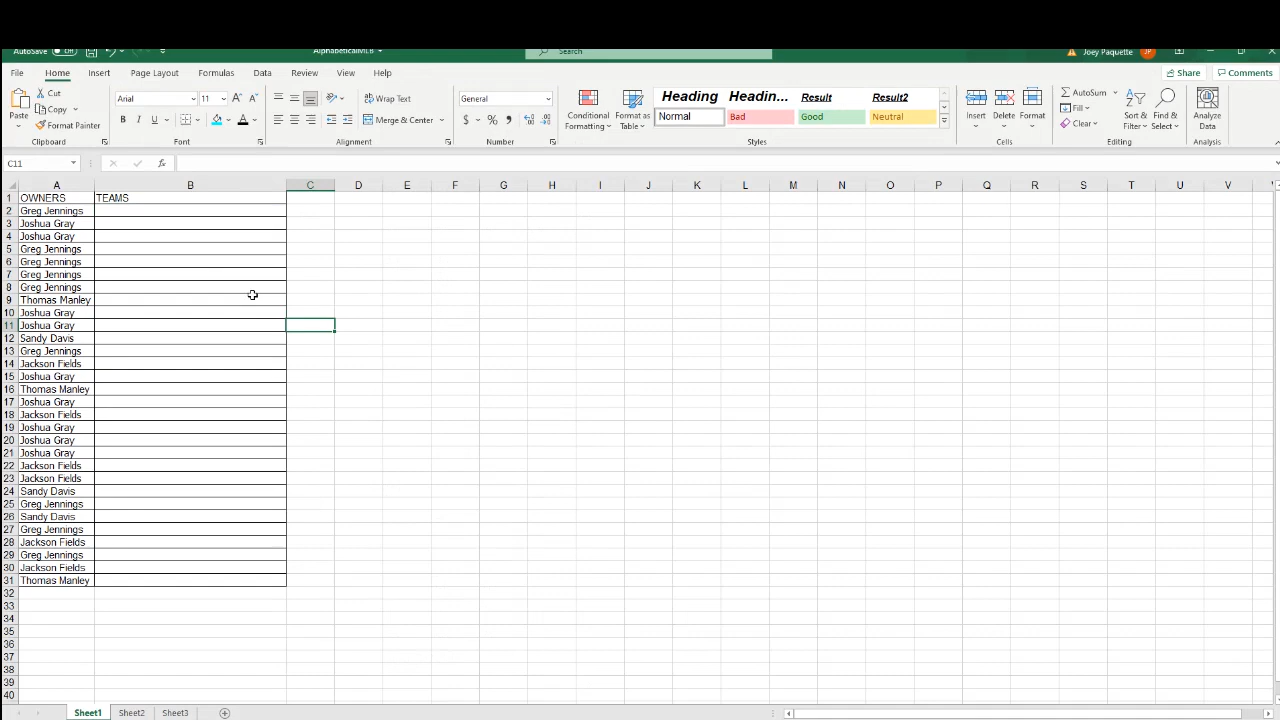 AutoSave Off AlphabeticalMLB Search Joey Paquette JP
File Home Insert Page Layout Formulas Data Review View Help Share Comments
Paste Cut Copy Format Painter
Clipboard
Arial 11
B I U
Font
Wrap Text
Merge & Center
Alignment
General
$ %
Number
Conditional Formatting
Format as Table
Heading Headin... Result Result2
Normal Bad Good Neutral
Styles
Insert Delete Format
Cells
AutoSum
Fill
Clear
Sort & Filter
Find & Select
Editing
Analyze Data
Analysis
C11 fx
A B C D E F G H I J K L M N O P Q R S T U V
1 OWNERS TEAMS
2 Greg Jennings
3 Joshua Gray
4 Joshua Gray
5 Greg Jennings
6 Greg Jennings
7 Greg Jennings
8 Greg Jennings
9 Thomas Manley
10 Joshua Gray
11 Joshua Gray
12 Sandy Davis
13 Greg Jennings
14 Jackson Fields
15 Joshua Gray
16 Thomas Manley
17 Joshua Gray
18 Jackson Fields
19 Joshua Gray
20 Joshua Gray
21 Joshua Gray
22 Jackson Fields
23 Jackson Fields
24 Sandy Davis
25 Greg Jennings
26 Sandy Davis
27 Greg Jennings
28 Jackson Fields
29 Greg Jennings
30 Jackson Fields
31 Thomas Manley
32
33
34
35
36
37
38
39
40
Sheet1 Sheet2 Sheet3